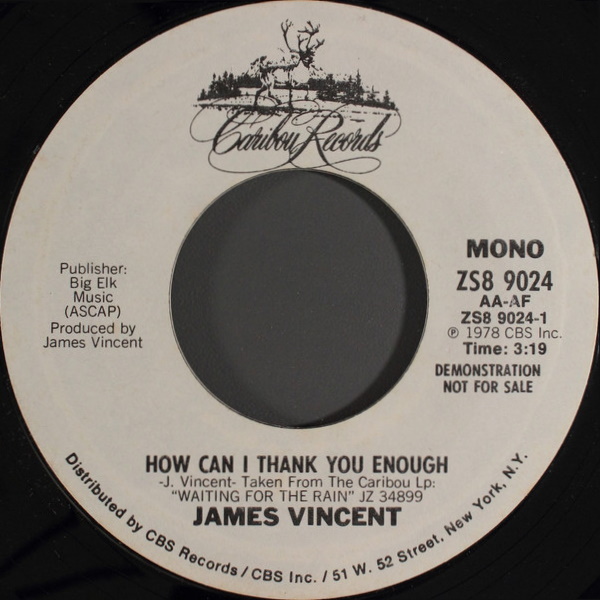 Caribou Records
Publisher:
Big Elk
Music
(ASCAP)
Produced by
James Vincent
MONO
ZS8 9024
AA-AF
ZS8 9024-1
℗ 1978 CBS Inc.
Time: 3:19
DEMONSTRATION
NOT FOR SALE
HOW CAN I THANK YOU ENOUGH
-J. Vincent- Taken From The Caribou Lp:
"WAITING FOR THE RAIN" JZ 34899
JAMES VINCENT
Distributed by CBS Records / CBS Inc. / 51 W. 52 Street, New York, N.Y.